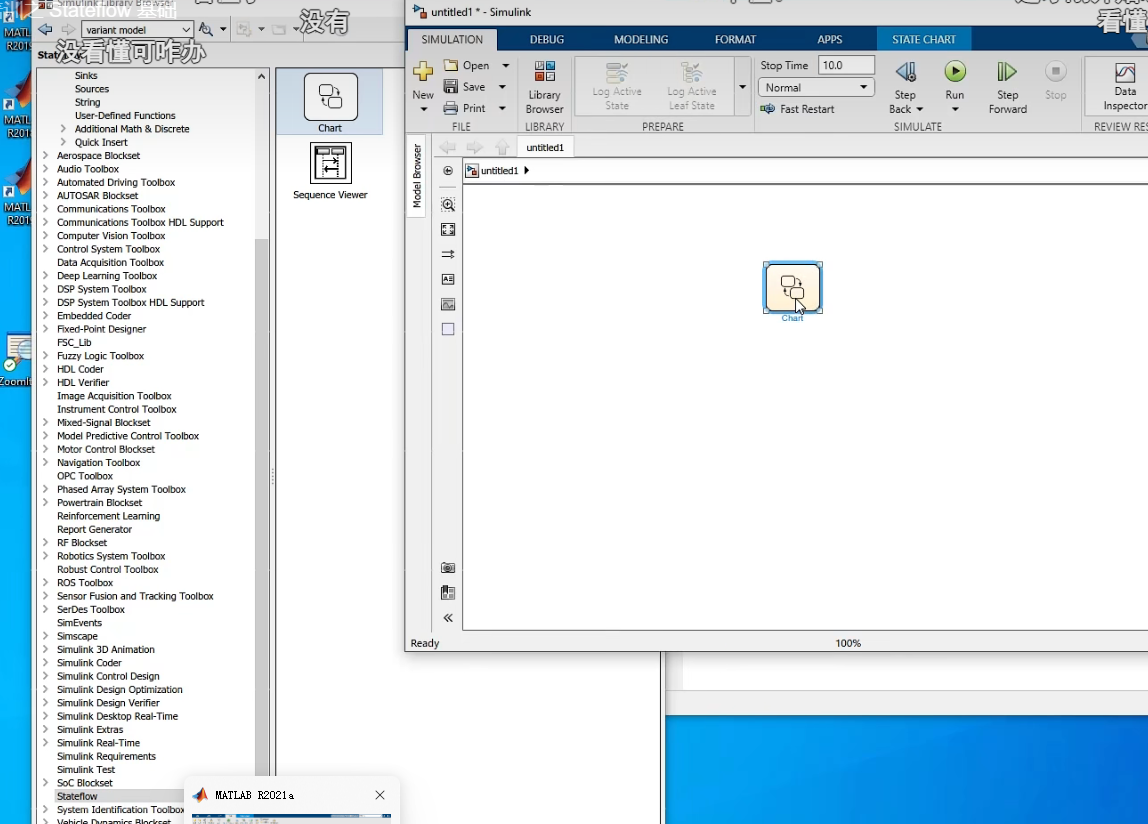 训之 Stateflow 基础
Simulink Library Browser
没有
没看懂可咋办
看懂
variant model
Sinks
Sources
String
User-Defined Functions
Additional Math & Discrete
Quick Insert
Aerospace Blockset
Audio Toolbox
Automated Driving Toolbox
AUTOSAR Blockset
Communications Toolbox
Communications Toolbox HDL Support
Computer Vision Toolbox
Control System Toolbox
Data Acquisition Toolbox
Deep Learning Toolbox
DSP System Toolbox
DSP System Toolbox HDL Support
Embedded Coder
Fixed-Point Designer
FSC_Lib
Fuzzy Logic Toolbox
HDL Coder
HDL Verifier
Image Acquisition Toolbox
Instrument Control Toolbox
Mixed-Signal Blockset
Model Predictive Control Toolbox
Motor Control Blockset
Navigation Toolbox
OPC Toolbox
Phased Array System Toolbox
Powertrain Blockset
Reinforcement Learning
Report Generator
RF Blockset
Robotics System Toolbox
Robust Control Toolbox
ROS Toolbox
Sensor Fusion and Tracking Toolbox
SerDes Toolbox
SimEvents
Simscape
Simulink 3D Animation
Simulink Coder
Simulink Control Design
Simulink Design Optimization
Simulink Design Verifier
Simulink Desktop Real-Time
Simulink Extras
Simulink Real-Time
Simulink Requirements
Simulink Test
SoC Blockset
Stateflow
System Identification Toolbox
Vehicle Dynamics Blockset
Chart
Sequence Viewer
MATLAB R2021a
untitled1 * - Simulink
SIMULATION DEBUG MODELING FORMAT APPS STATE CHART
New
Open
Save
Print
FILE
Library
Browser
LIBRARY
Log Active
State
Log Active
Leaf State
PREPARE
Stop Time 10.0
Normal
Fast Restart
Step
Back
Run
Step
Forward
Stop
SIMULATE
Data
Inspector
REVIEW RES
Model Browser
untitled1
untitled1
Chart
Ready
100%